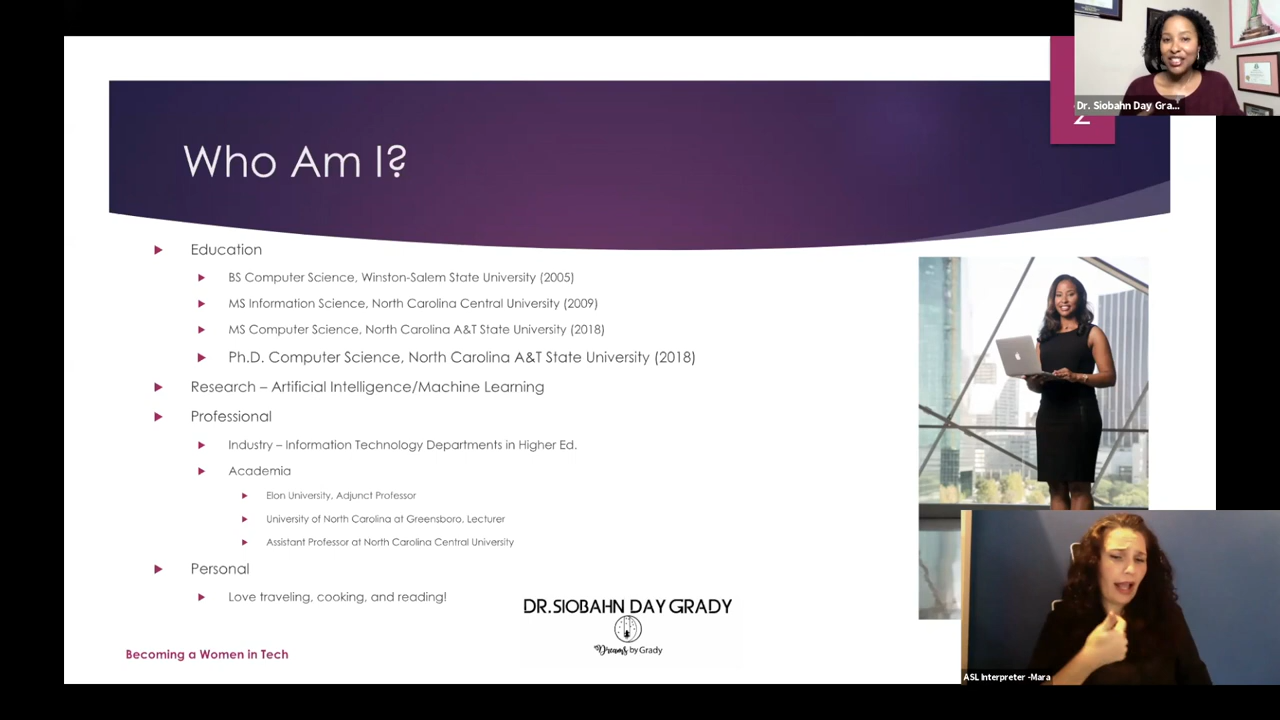 Dr. Siobahn Day Gra...
2
Who Am I?
Education
BS Computer Science, Winston-Salem State University (2005)
MS Information Science, North Carolina Central University (2009)
MS Computer Science, North Carolina A&T State University (2018)
Ph.D. Computer Science, North Carolina A&T State University (2018)
Research – Artificial Intelligence/Machine Learning
Professional
Industry – Information Technology Departments in Higher Ed.
Academia
Elon University, Adjunct Professor
University of North Carolina at Greensboro, Lecturer
Assistant Professor at North Carolina Central University
Personal
Love traveling, cooking, and reading!
DR. SIOBAHN DAY GRADY
Dreams by Grady
Becoming a Women in Tech
ASL Interpreter -Mara